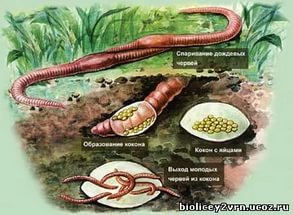 Спаривание дождевых
червей
Образование кокона
Кокон с яйцами
Выход молодых
червей из кокона
biolicey2vrn.ucoz.ru